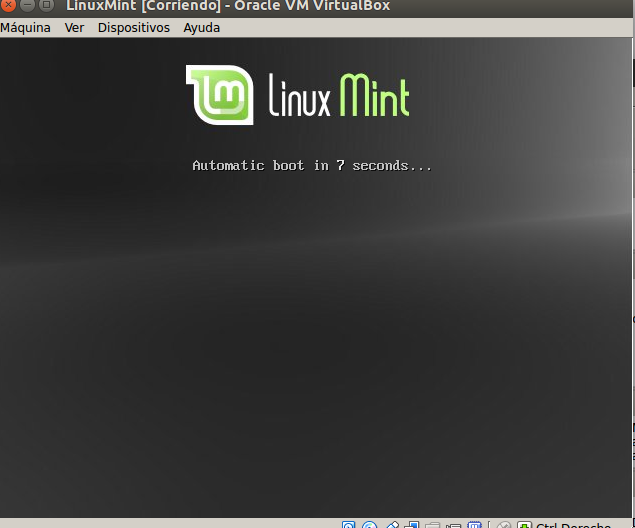 LinuxMint [Corriendo] - Oracle VM VirtualBox
Máquina Ver Dispositivos Ayuda
Linux Mint
Automatic boot in 7 seconds...
Ctrl Derecho